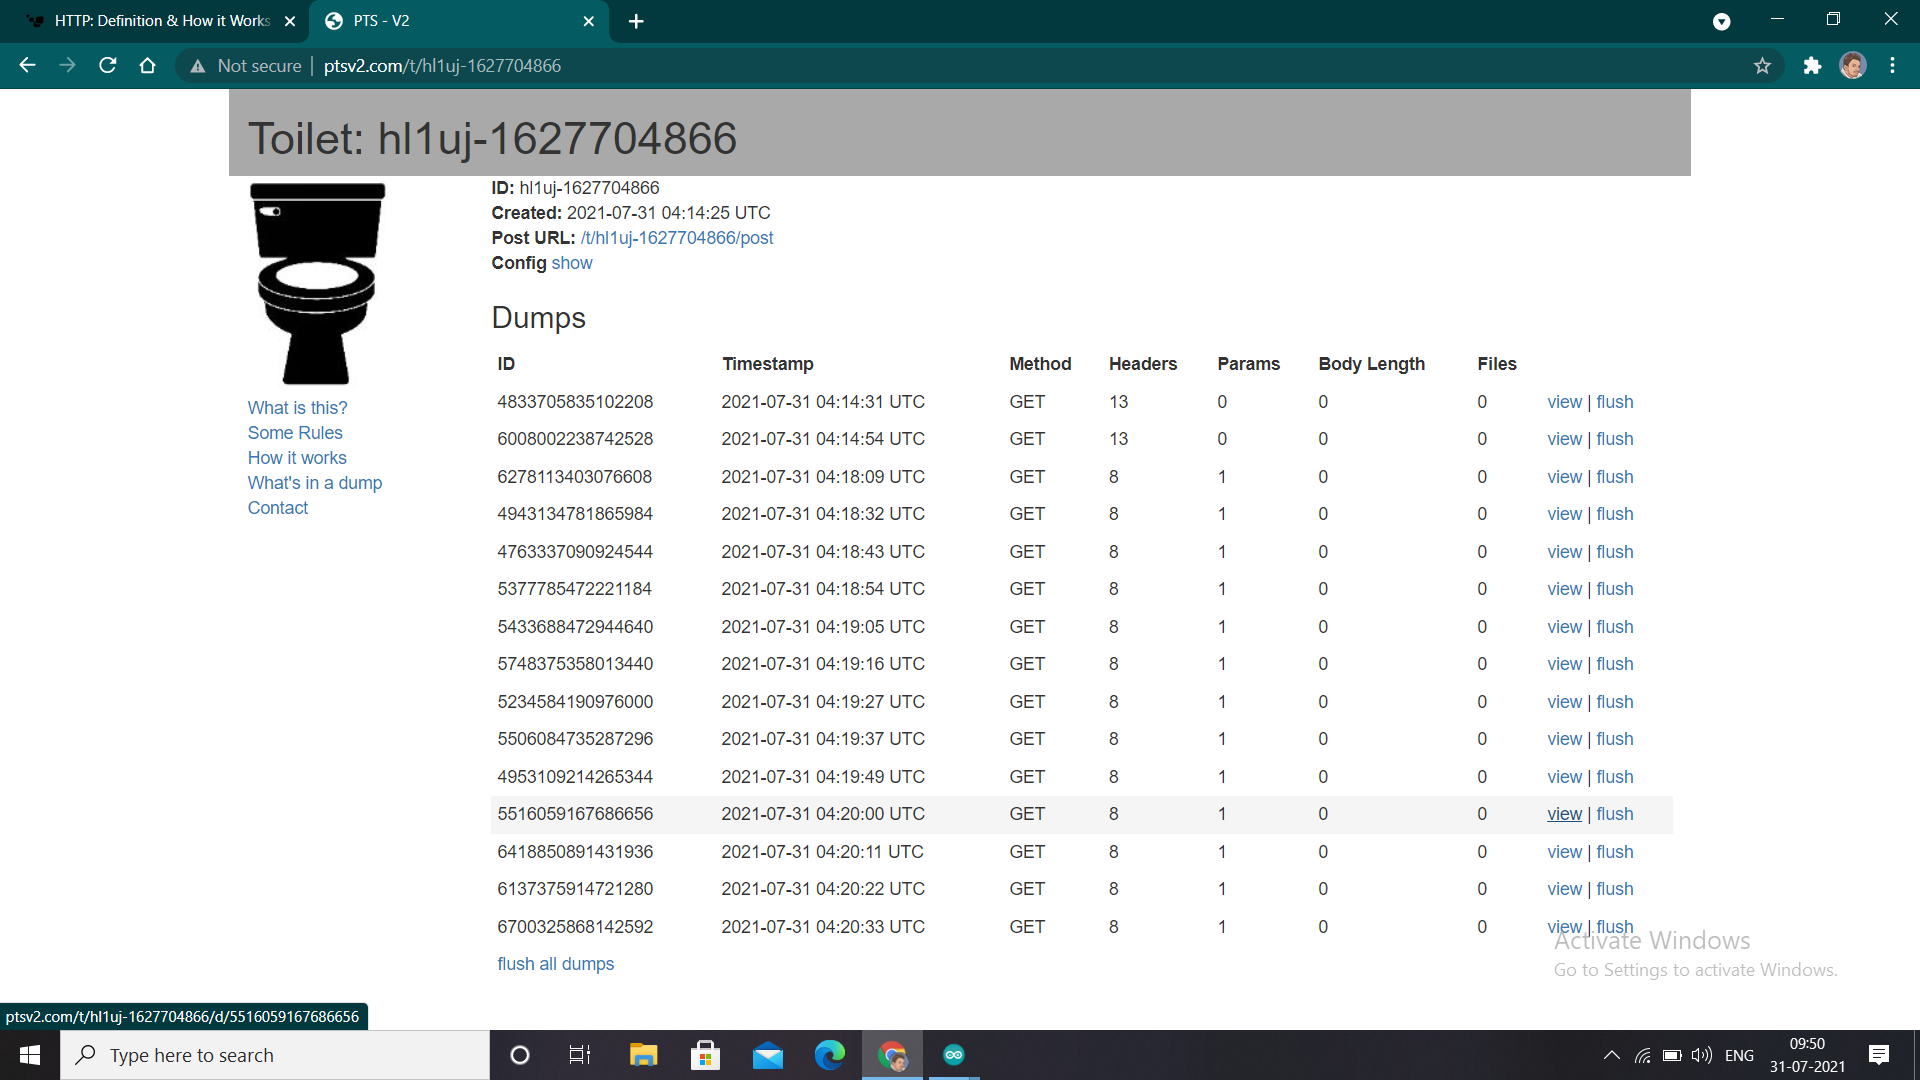 HTTP: Definition & How it Works
PTS - V2
Not secure | ptsv2.com/t/hl1uj-1627704866
Toilet: hl1uj-1627704866
ID: hl1uj-1627704866
Created: 2021-07-31 04:14:25 UTC
Post URL: /t/hl1uj-1627704866/post
Config show
What is this?
Some Rules
How it works
What's in a dump
Contact
Dumps
ID Timestamp Method Headers Params Body Length Files
4833705835102208 2021-07-31 04:14:31 UTC GET 13 0 0 0 view | flush
6008002238742528 2021-07-31 04:14:54 UTC GET 13 0 0 0 view | flush
6278113403076608 2021-07-31 04:18:09 UTC GET 8 1 0 0 view | flush
4943134781865984 2021-07-31 04:18:32 UTC GET 8 1 0 0 view | flush
4763337090924544 2021-07-31 04:18:43 UTC GET 8 1 0 0 view | flush
5377785472221184 2021-07-31 04:18:54 UTC GET 8 1 0 0 view | flush
5433688472944640 2021-07-31 04:19:05 UTC GET 8 1 0 0 view | flush
5748375358013440 2021-07-31 04:19:16 UTC GET 8 1 0 0 view | flush
5234584190976000 2021-07-31 04:19:27 UTC GET 8 1 0 0 view | flush
5506084735287296 2021-07-31 04:19:37 UTC GET 8 1 0 0 view | flush
4953109214265344 2021-07-31 04:19:49 UTC GET 8 1 0 0 view | flush
5516059167686656 2021-07-31 04:20:00 UTC GET 8 1 0 0 view | flush
6418850891431936 2021-07-31 04:20:11 UTC GET 8 1 0 0 view | flush
6137375914721280 2021-07-31 04:20:22 UTC GET 8 1 0 0 view | flush
6700325868142592 2021-07-31 04:20:33 UTC GET 8 1 0 0 view | flush
flush all dumps
Activate Windows
Go to Settings to activate Windows.
ptsv2.com/t/hl1uj-1627704866/d/5516059167686656
Type here to search
ENG
09:50
31-07-2021